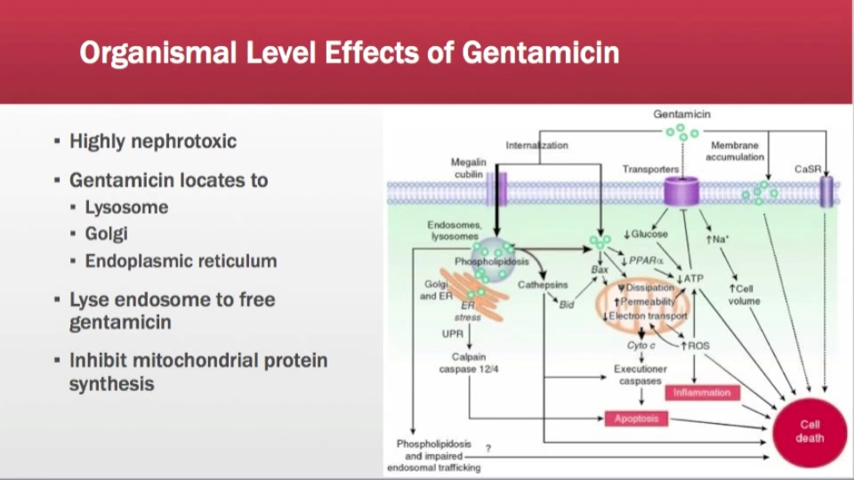 Organismal Level Effects of Gentamicin
▪ Highly nephrotoxic
▪ Gentamicin locates to
▪ Lysosome
▪ Golgi
▪ Endoplasmic reticulum
▪ Lyse endosome to free
gentamicin
▪ Inhibit mitochondrial protein
synthesis
Gentamicin
Internalization
Membrane
accumulation
Megalin
cubilin
Transporters
CaSR
Endosomes,
lysosomes
↓Glucose
↑Na⁺
Phospholipidosis
↓PPARα
Bax
↓ATP
Golgi
and ER
Cathepsins
Ψ Dissipation
↑Cell
volume
ER
stress
Bid
↑Permeability
↓Electron transport
UPR
Cyto c
↑ROS
Calpain
caspase 12/4
Executioner
caspases
Inflammation
Apoptosis
Cell
death
Phospholipidosis
and impaired
endosomal trafficking
?